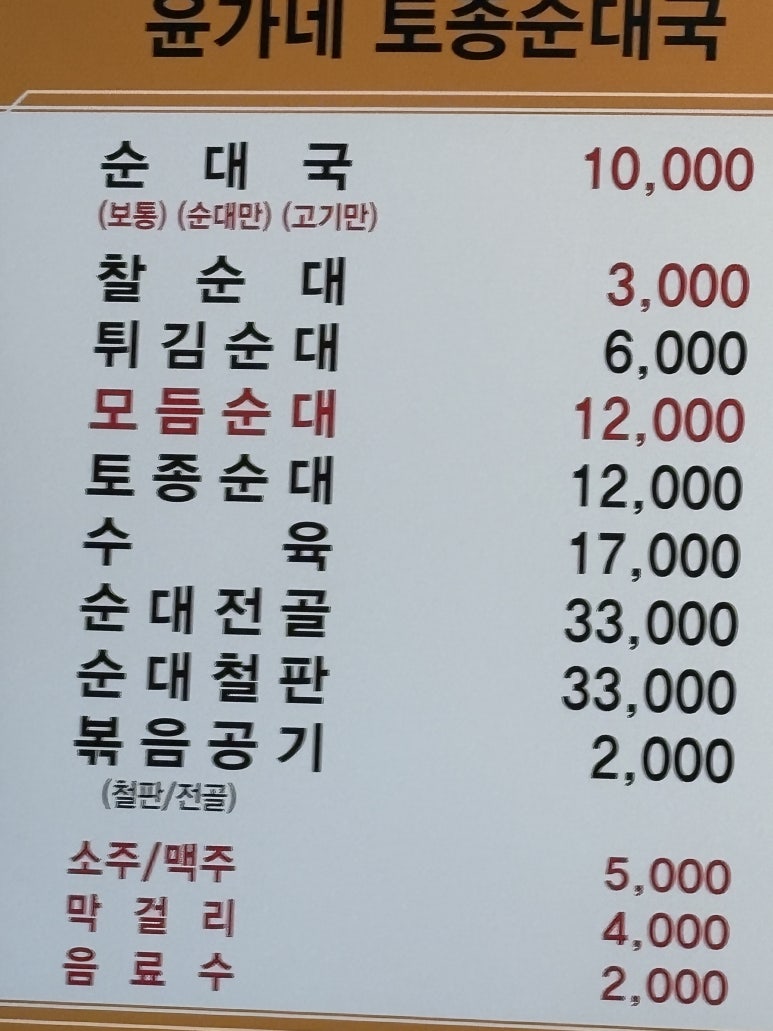 윤가네 토종순대국
순 대 국 10,000
(보통) (순대만) (고기만)
찰 순 대 3,000
튀김순대 6,000
모듬순대 12,000
토종순대 12,000
수 육 17,000
순대전골 33,000
순대철판 33,000
볶음공기 2,000
(철판/전골)
소주/맥주 5,000
막 걸 리 4,000
음 료 수 2,000